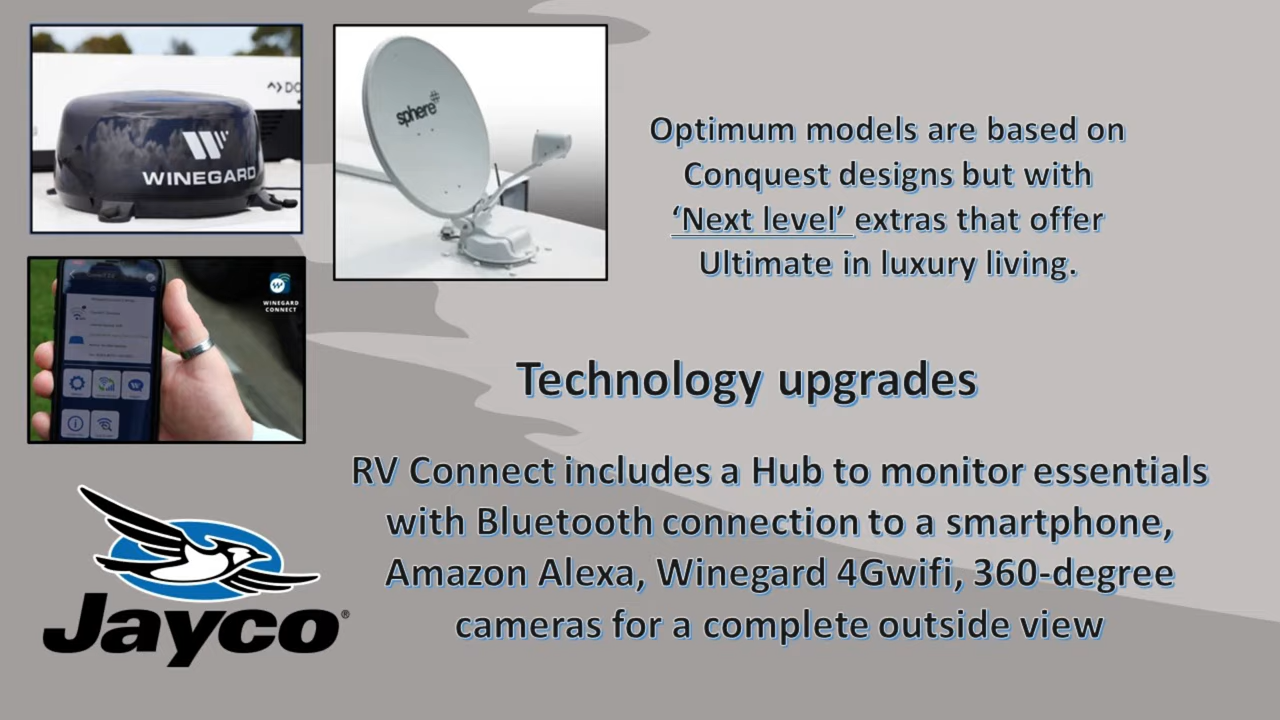 DO
WINEGARD
sphere
WINEGARD
CONNECT
Optimum models are based on
Conquest designs but with
‘Next level’ extras that offer
Ultimate in luxury living.
Technology upgrades
RV Connect includes a Hub to monitor essentials
with Bluetooth connection to a smartphone,
Amazon Alexa, Winegard 4Gwifi, 360-degree
cameras for a complete outside view
Jayco®